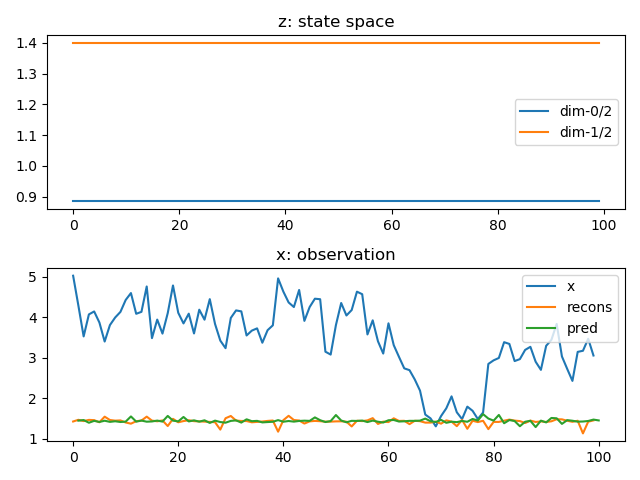 z: state space
1.4
1.3
1.2
1.1
1.0
0.9
dim-0/2
dim-1/2
0 20 40 60 80 100
x: observation
5
4
3
2
1
x
recons
pred
0 20 40 60 80 100